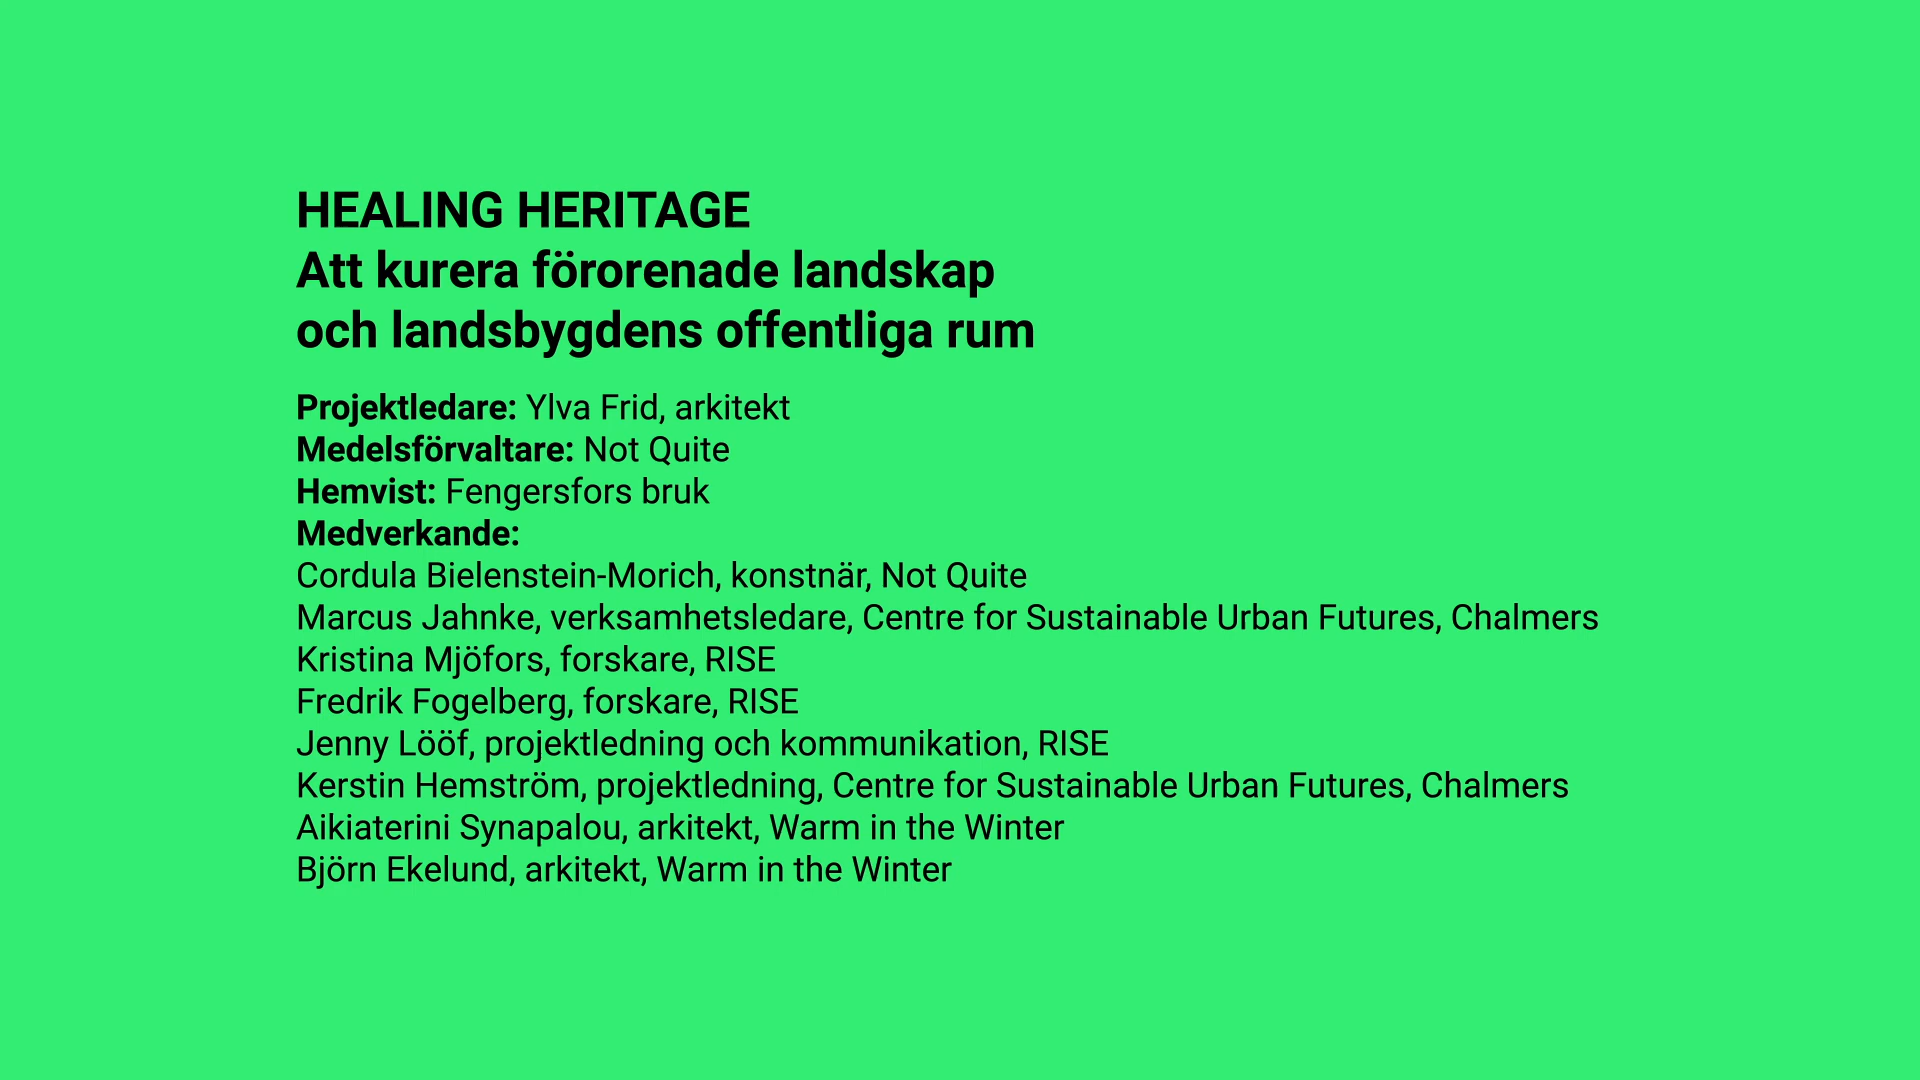 HEALING HERITAGE
Att kurera förorenade landskap
och landsbygdens offentliga rum
Projektledare: Ylva Frid, arkitekt
Medelsförvaltare: Not Quite
Hemvist: Fengersfors bruk
Medverkande:
Cordula Bielenstein-Morich, konstnär, Not Quite
Marcus Jahnke, verksamhetsledare, Centre for Sustainable Urban Futures, Chalmers
Kristina Mjöfors, forskare, RISE
Fredrik Fogelberg, forskare, RISE
Jenny Lööf, projektledning och kommunikation, RISE
Kerstin Hemström, projektledning, Centre for Sustainable Urban Futures, Chalmers
Aikiaterini Synapalou, arkitekt, Warm in the Winter
Björn Ekelund, arkitekt, Warm in the Winter